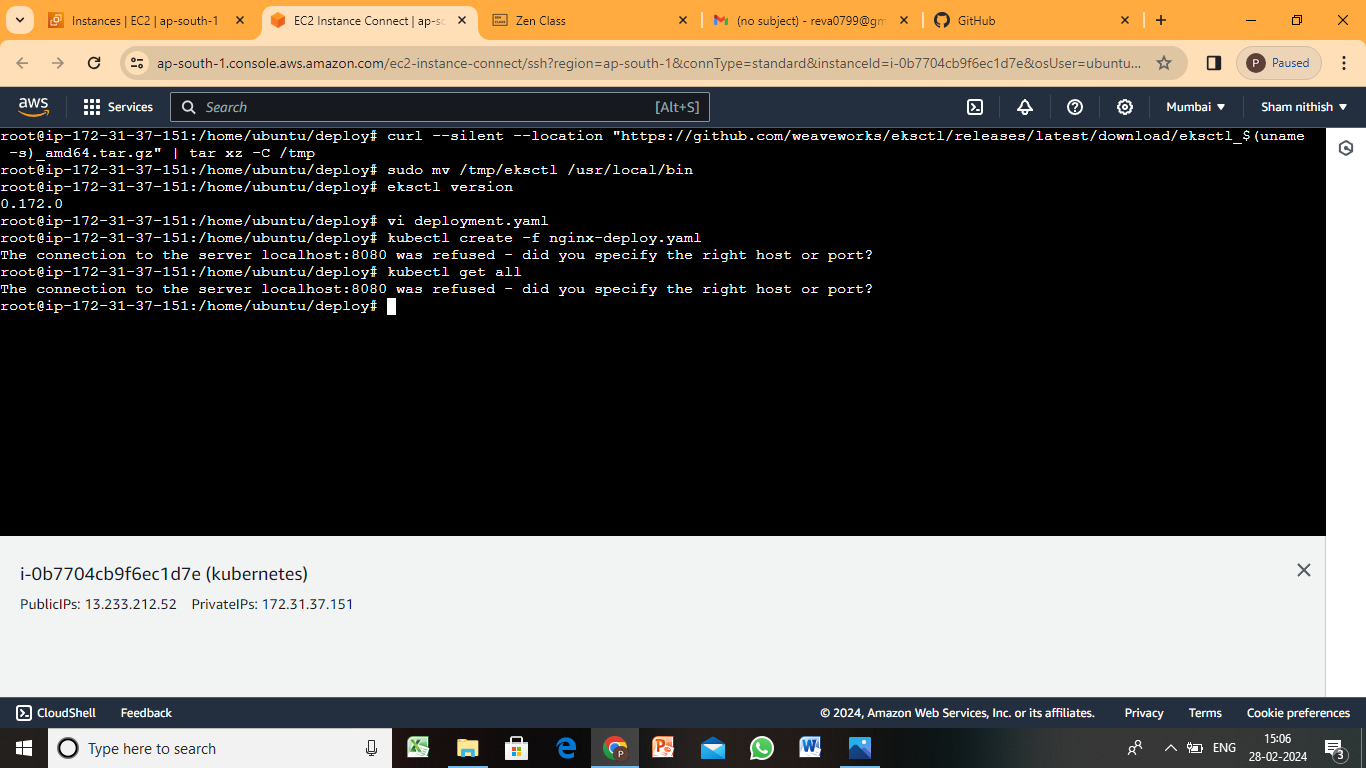 Instances | EC2 | ap-south-1
EC2 Instance Connect | ap-so
Zen Class
(no subject) - reva0799@gm
GitHub
ap-south-1.console.aws.amazon.com/ec2-instance-connect/ssh?region=ap-south-1&connType=standard&instanceId=i-0b7704cb9f6ec1d7e&osUser=ubuntu...
P Paused
aws
Services
Search [Alt+S]
Mumbai
Sham nithish
root@ip-172-31-37-151:/home/ubuntu/deploy# curl --silent --location "https://github.com/weaveworks/eksctl/releases/latest/download/eksctl_$(uname
-s)_amd64.tar.gz" | tar xz -C /tmp
root@ip-172-31-37-151:/home/ubuntu/deploy# sudo mv /tmp/eksctl /usr/local/bin
root@ip-172-31-37-151:/home/ubuntu/deploy# eksctl version
0.172.0
root@ip-172-31-37-151:/home/ubuntu/deploy# vi deployment.yaml
root@ip-172-31-37-151:/home/ubuntu/deploy# kubectl create -f nginx-deploy.yaml
The connection to the server localhost:8080 was refused - did you specify the right host or port?
root@ip-172-31-37-151:/home/ubuntu/deploy# kubectl get all
The connection to the server localhost:8080 was refused - did you specify the right host or port?
root@ip-172-31-37-151:/home/ubuntu/deploy#
i-0b7704cb9f6ec1d7e (kubernetes)
PublicIPs: 13.233.212.52 PrivateIPs: 172.31.37.151
CloudShell
Feedback
© 2024, Amazon Web Services, Inc. or its affiliates.
Privacy
Terms
Cookie preferences
Type here to search
ENG
15:06
28-02-2024
3